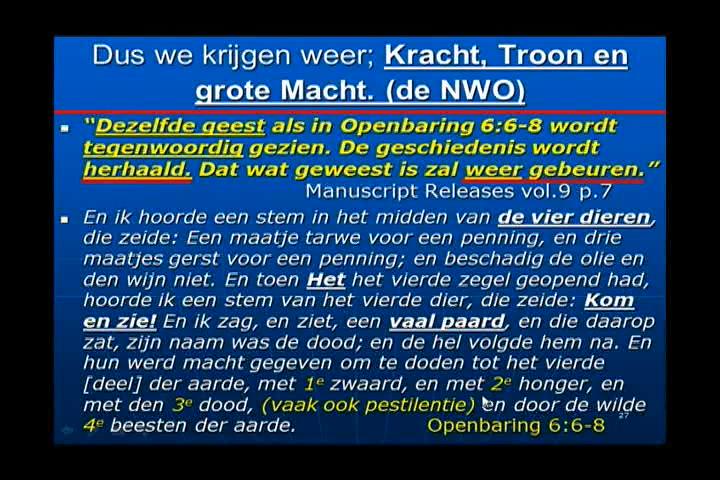 Dus we krijgen weer; Kracht, Troon en
grote Macht. (de NWO)
"Dezelfde geest als in Openbaring 6:6-8 wordt
tegenwoordig gezien. De geschiedenis wordt
herhaald. Dat wat geweest is zal weer gebeuren."
Manuscript Releases vol.9 p.7
En ik hoorde een stem in het midden van de vier dieren,
die zeide: Een maatje tarwe voor een penning, en drie
maatjes gerst voor een penning; en beschadig de olie en
den wijn niet. En toen Het het vierde zegel geopend had,
hoorde ik een stem van het vierde dier, die zeide: Kom
en zie! En ik zag, en ziet, een vaal paard, en die daarop
zat, zijn naam was de dood; en de hel volgde hem na. En
hun werd macht gegeven om te doden tot het vierde
[deel] der aarde, met 1e zwaard, en met 2e honger, en
met den 3e dood, (vaak ook pestilentie) en door de wilde
4e beesten der aarde. Openbaring 6:6-8
27